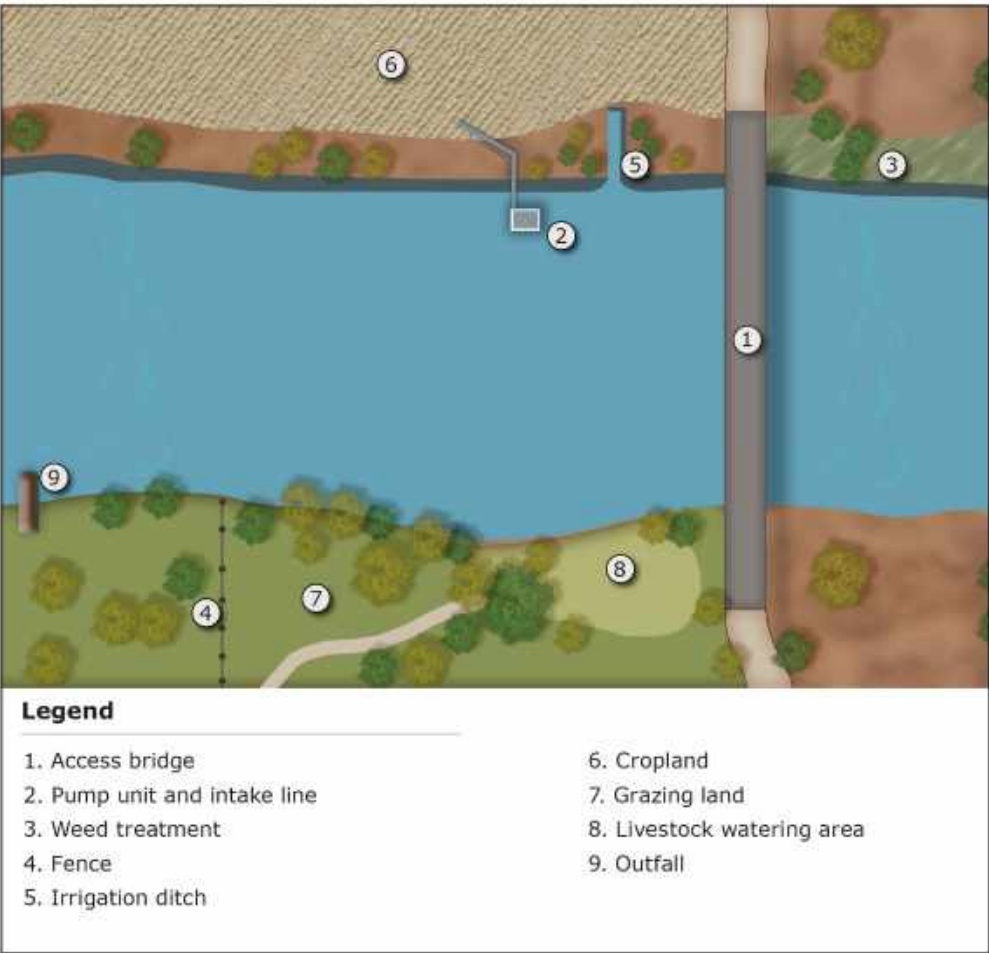 6
5
3
2
1
9
8
7
4
Legend
1. Access bridge
2. Pump unit and intake line
3. Weed treatment
4. Fence
5. Irrigation ditch
6. Cropland
7. Grazing land
8. Livestock watering area
9. Outfall